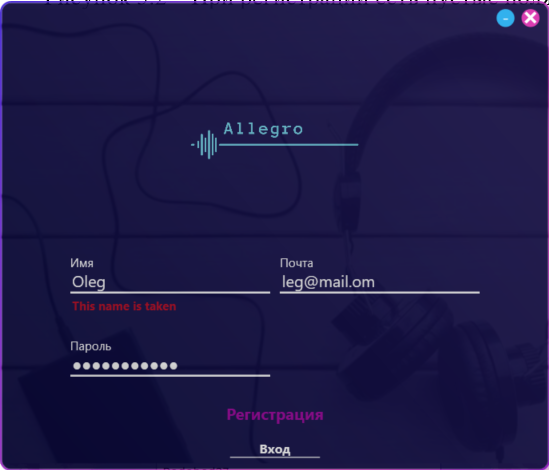 Allegro
Имя
Почта
Oleg
leg@mail.om
This name is taken
Пароль
Регистрация
Вход